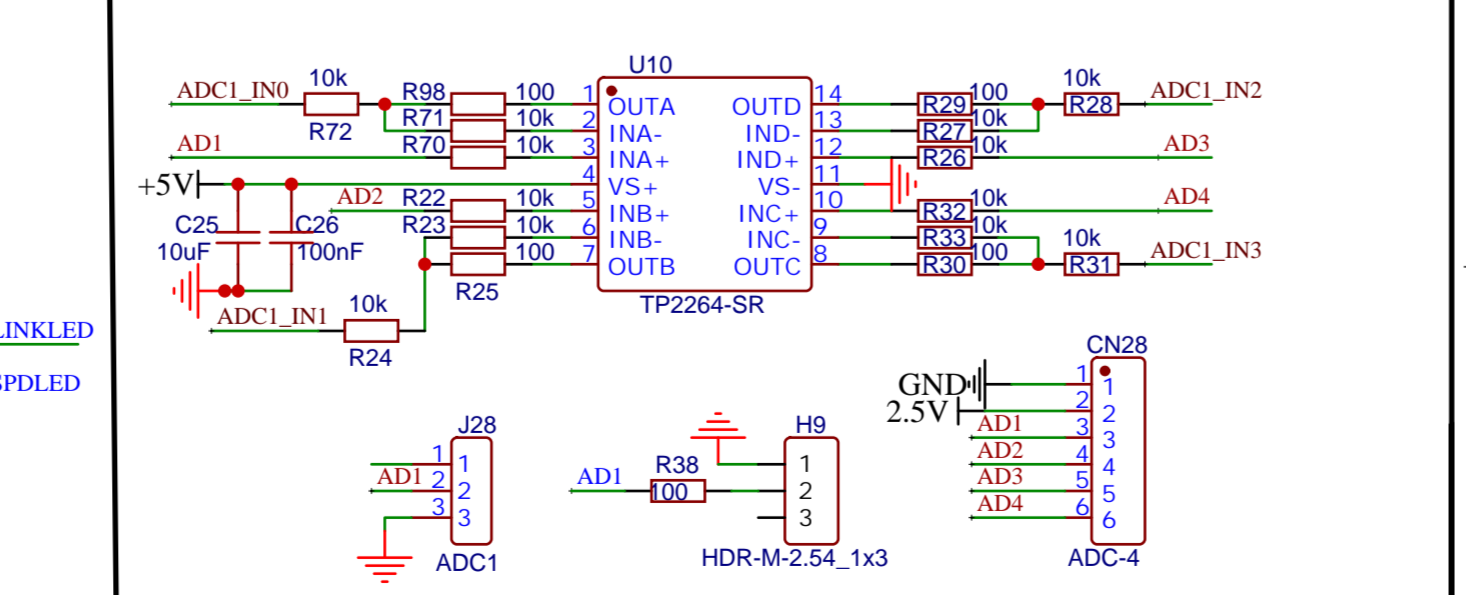 U10
ADC1_IN0 10k R98 100 1 OUTA OUTD 14 R29 100 10k ADC1_IN2
R72 R71 10k 2 INA- IND- 13 R27 10k R28
AD1 R70 10k 3 INA+ IND+ 12 R26 10k AD3
+5V 4 VS+ VS- 11
AD2 R22 10k 5 INB+ INC+ 10 R32 10k AD4
C25 C26 R23 10k 6 INB- INC- 9 R33 10k 10k
10uF 100nF 100 7 OUTB OUTC 8 R30 100 R31 ADC1_IN3
R25
TP2264-SR
ADC1_IN1 10k
R24
LINKLED
SPDLED
CN28
GND 1 1
2.5V 2 2
AD1 3 3
AD2 4 4
AD3 5 5
AD4 6 6
ADC-4
J28
1 1
AD1 2 2
3 3
ADC1
H9
AD1 R38 1
100 2
3
HDR-M-2.54_1x3